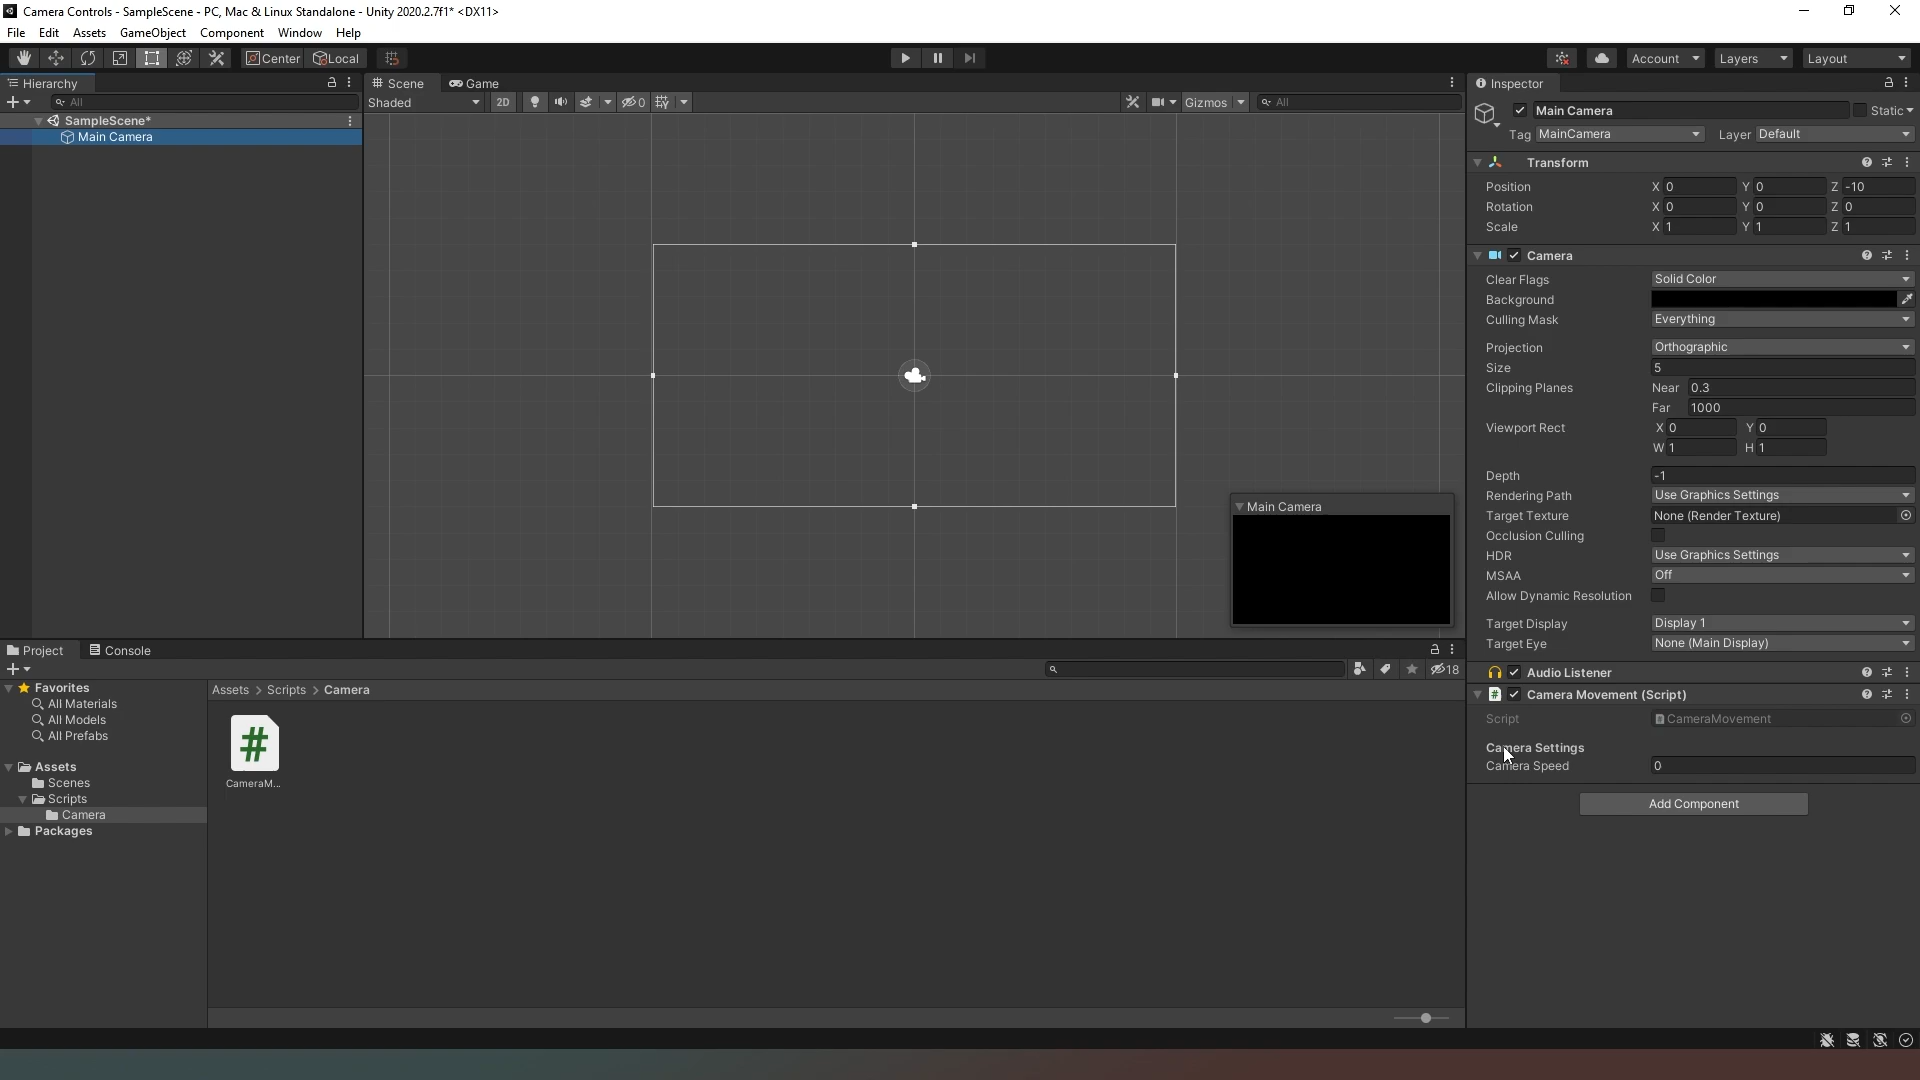 Camera Controls - SampleScene - PC, Mac & Linux Standalone - Unity 2020.2.7f1* <DX11>
File Edit Assets GameObject Component Window Help
Center Local Account Layers Layout
Hierarchy
All
SampleScene*
Main Camera
Scene Game
Shaded 2D 0 Gizmos All
Main Camera
Inspector
Main Camera Static
Tag MainCamera Layer Default
Transform
Position X 0 Y 0 Z -10
Rotation X 0 Y 0 Z 0
Scale X 1 Y 1 Z 1
Camera
Clear Flags Solid Color
Background
Culling Mask Everything
Projection Orthographic
Size 5
Clipping Planes Near 0.3
Far 1000
Viewport Rect X 0 Y 0
W 1 H 1
Depth -1
Rendering Path Use Graphics Settings
Target Texture None (Render Texture)
Occlusion Culling
HDR Use Graphics Settings
MSAA Off
Allow Dynamic Resolution
Target Display Display 1
Target Eye None (Main Display)
Audio Listener
# Camera Movement (Script)
Script CameraMovement
Camera Settings
Camera Speed 0
Add Component
Project Console
18
Favorites
All Materials
All Models
All Prefabs
Assets
Scenes
Scripts
Camera
Packages
Assets > Scripts > Camera
#
CameraM...